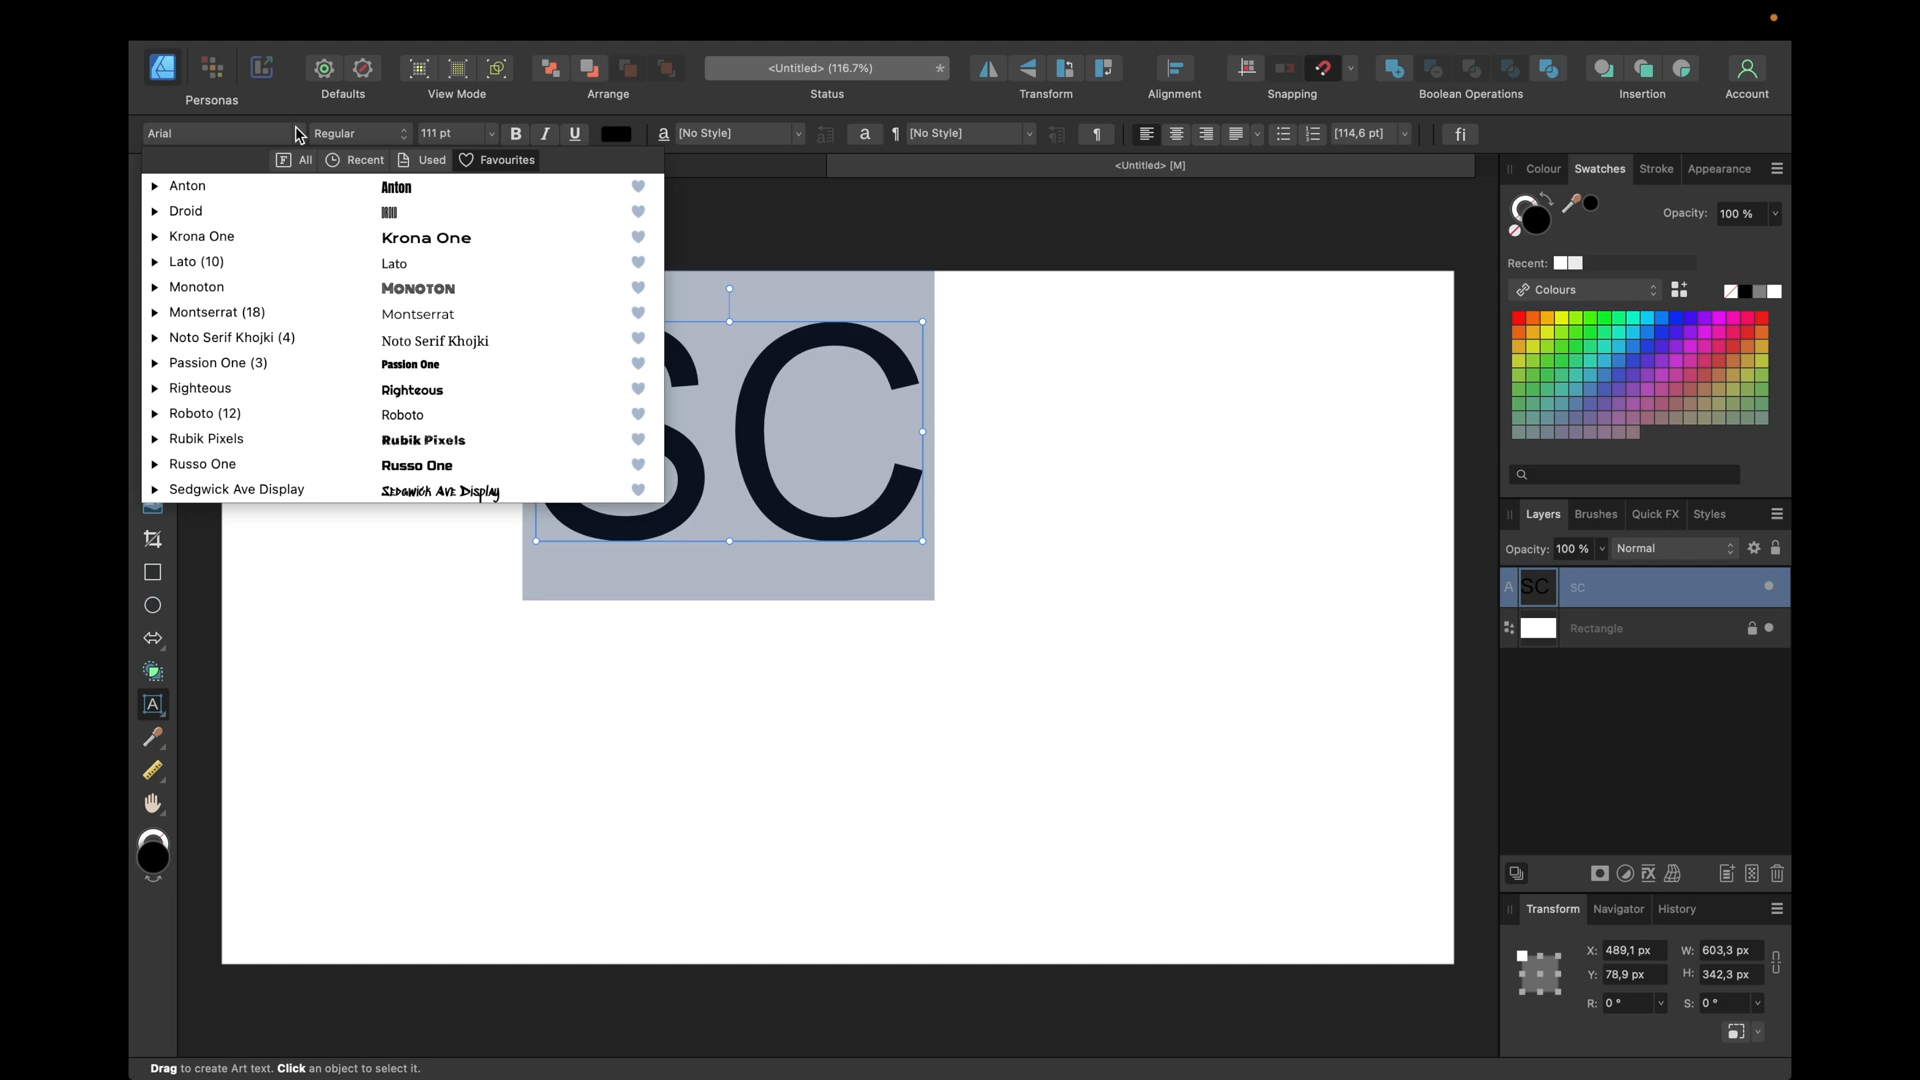 <Untitled> (116.7%)
*
Personas
Defaults
View Mode
Arrange
Status
Transform
Alignment
Snapping
Boolean Operations
Insertion
Account
Arial
Regular
111 pt
B
I
U
a [No Style]
a
¶ [No Style]
¶
[114,6 pt]
fi
All
Recent
Used
Favourites
<Untitled> [M]
Anton Anton
Droid DROID
Krona One Krona One
Lato (10) Lato
Monoton Monoton
Montserrat (18) Montserrat
Noto Serif Khojki (4) Noto Serif Khojki
Passion One (3) Passion One
Righteous Righteous
Roboto (12) Roboto
Rubik Pixels Rubik Pixels
Russo One Russo One
Sedgwick Ave Display Sedgwick Ave Display
SC
A
Colour
Swatches
Stroke
Appearance
Opacity: 100 %
Recent:
Colours
Layers
Brushes
Quick FX
Styles
Opacity: 100 %
Normal
A SC SC
Rectangle
Transform
Navigator
History
X: 489,1 px W: 603,3 px
Y: 78,9 px H: 342,3 px
R: 0 ° S: 0 °
Drag to create Art text. Click an object to select it.